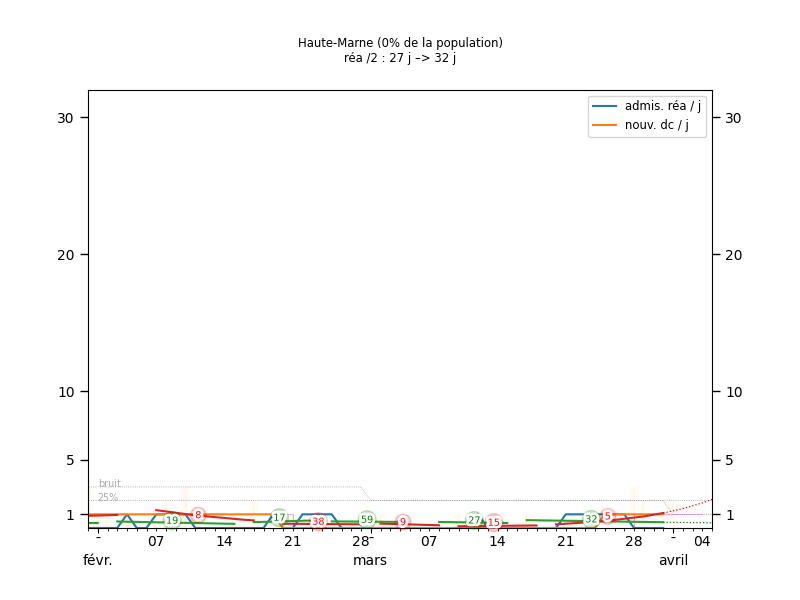 Haute-Marne (0% de la population)
réa /2 : 27 j –> 32 j
admis. réa / j
nouv. dc / j
30 30
20 20
10 10
5 5
1 1
bruit
25%
19 8 17 38 59 9 27 15 32 5
- 07 14 21 28 - 07 14 21 28 - 04
févr. mars avril